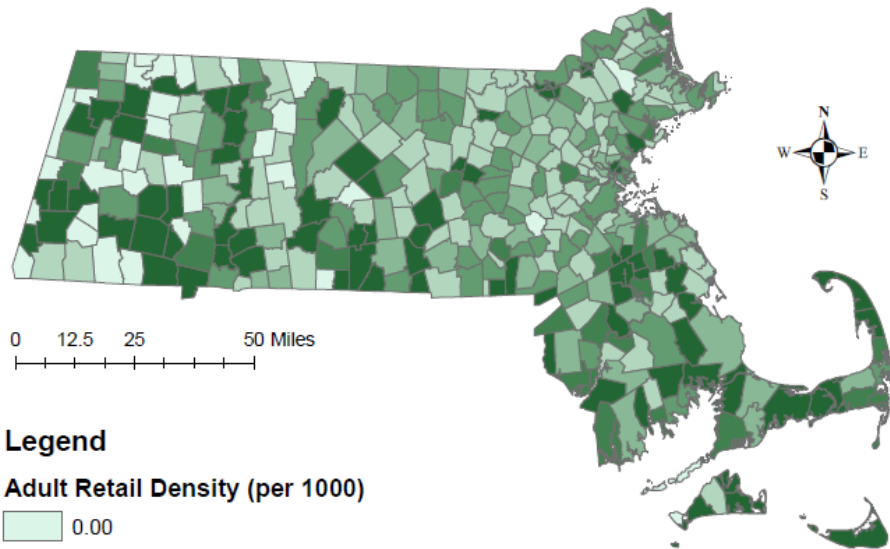 N
W E
S
0 12.5 25 50 Miles
Legend
Adult Retail Density (per 1000)
0.00